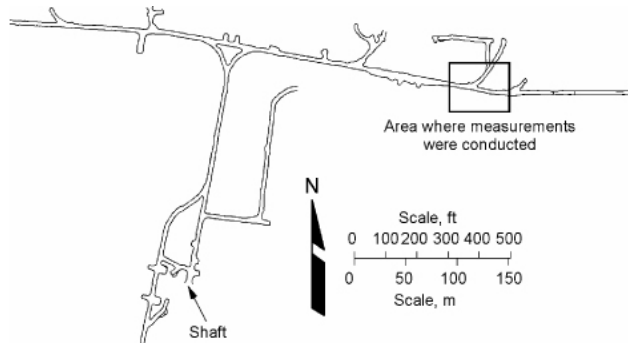 Area where measurements
were conducted
N
Scale, ft
0 100 200 300 400 500
0 50 100 150
Scale, m
Shaft